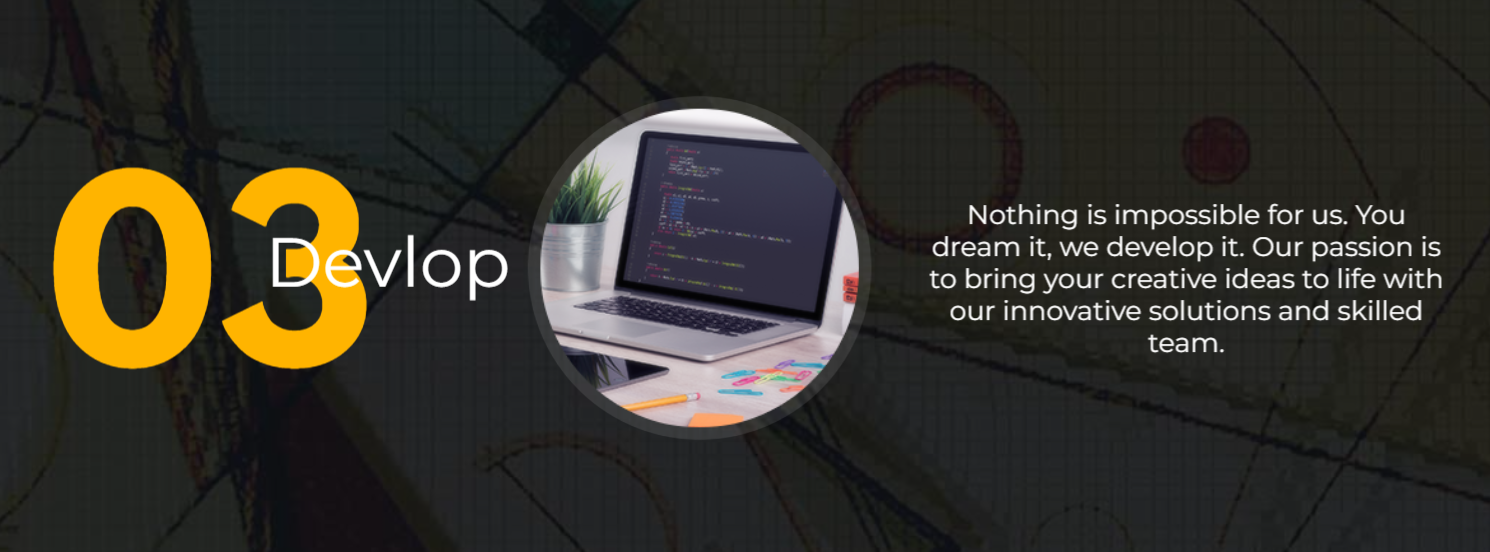 03
Devlop
Nothing is impossible for us. You
dream it, we develop it. Our passion is
to bring your creative ideas to life with
our innovative solutions and skilled
team.